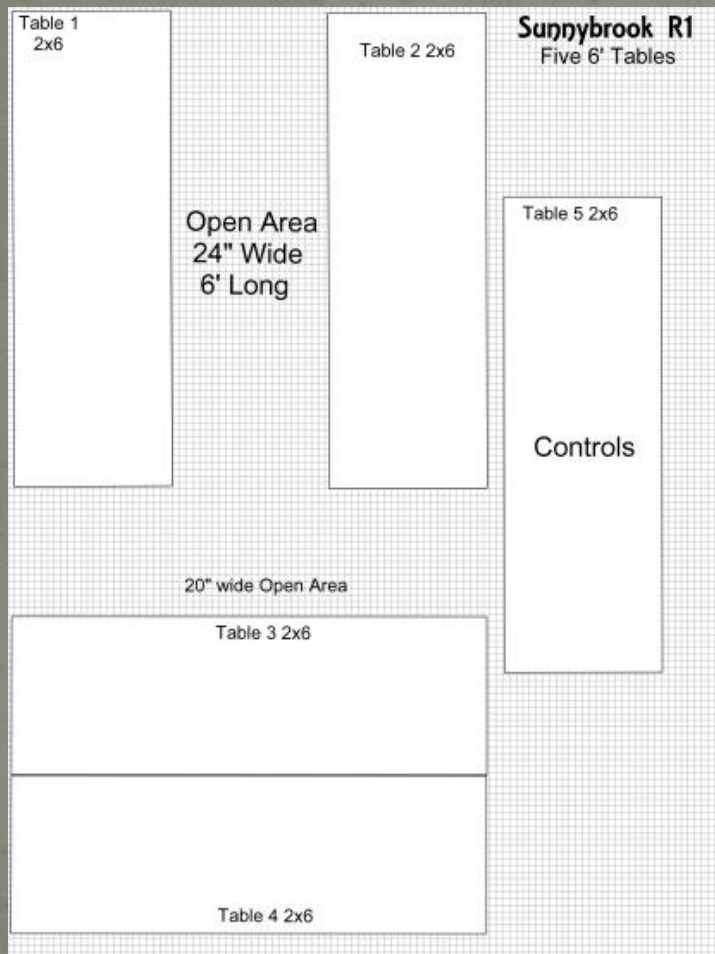 Table 1
2x6
Table 2 2x6
Sunnybrook R1
Five 6' Tables
Open Area
24" Wide
6' Long
Table 5 2x6
Controls
20" wide Open Area
Table 3 2x6
Table 4 2x6